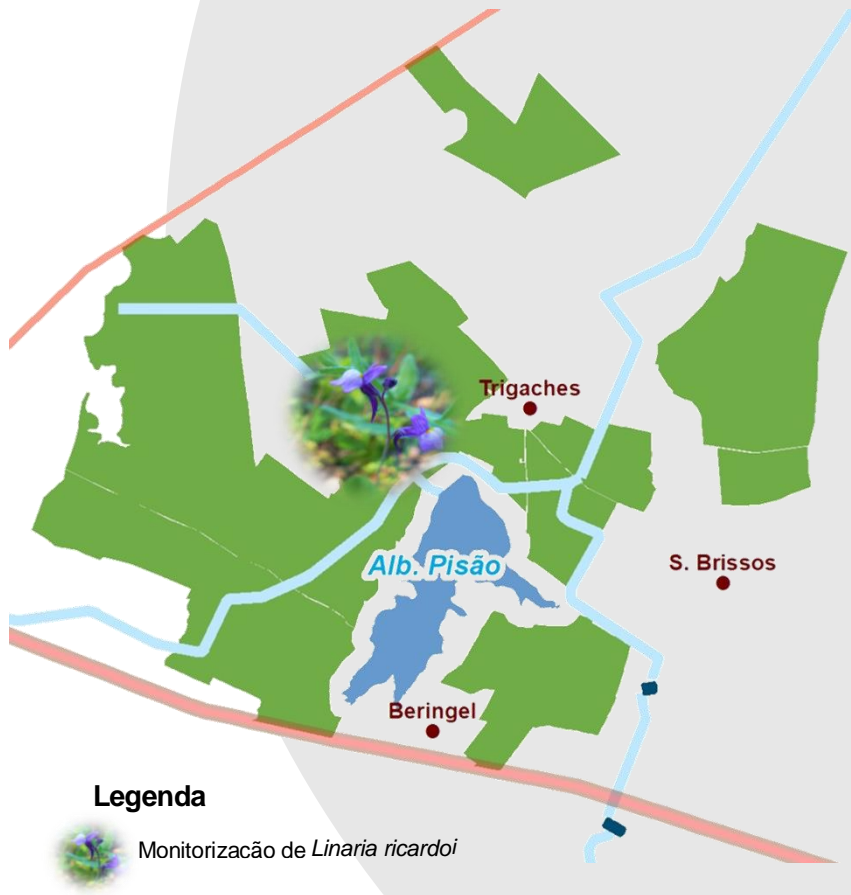 Trigaches
Alb. Pisão
S. Brissos
Beringel
Legenda
Monitorizacão de Linaria ricardoi